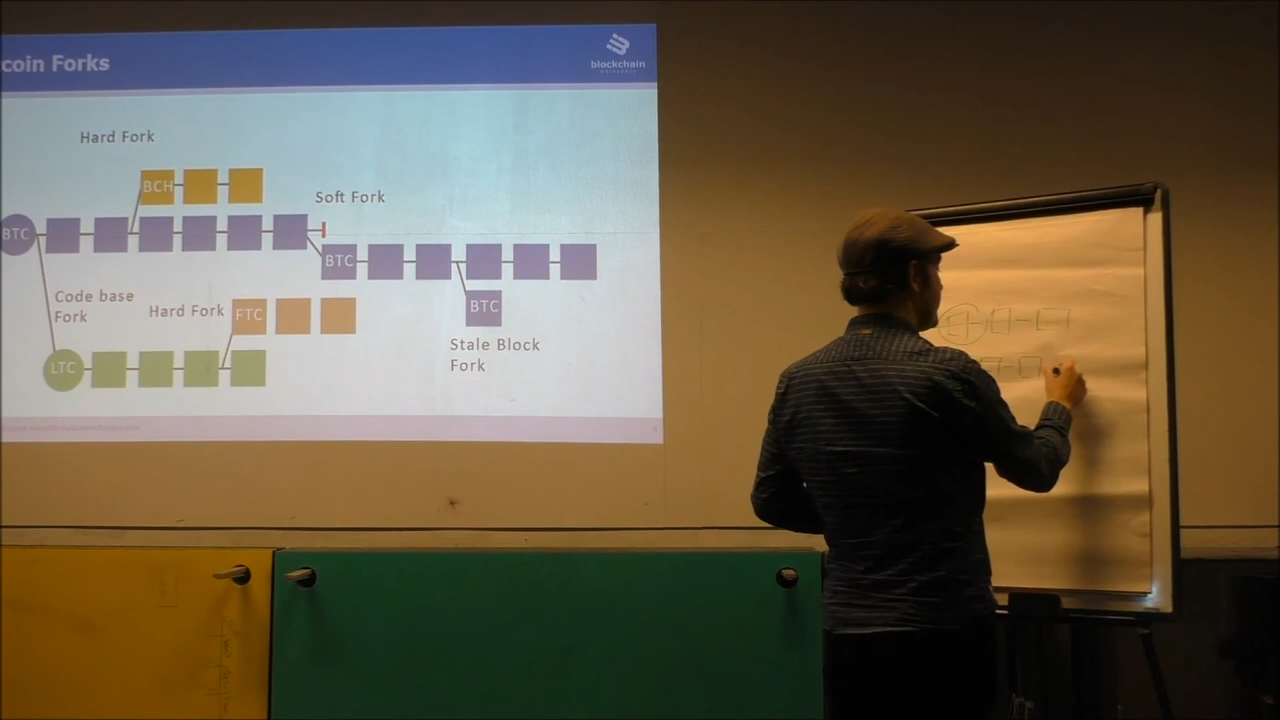 coin Forks
blockchain
Hard Fork
BCH
Soft Fork
BTC
BTC
Code base
Fork
Hard Fork
FTC
BTC
Stale Block
Fork
LTC